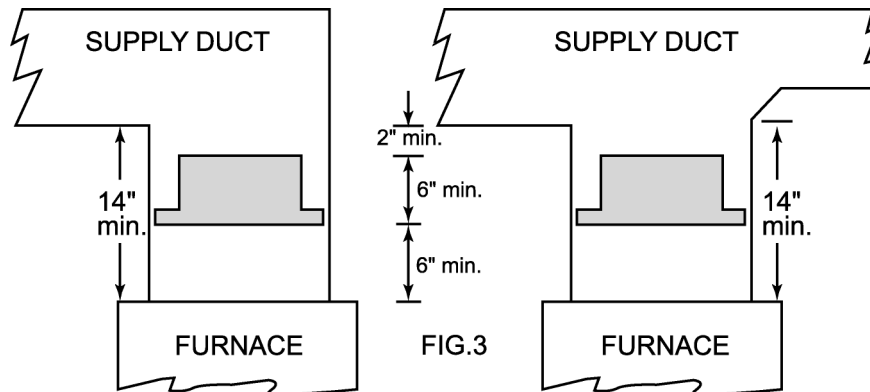 SUPPLY DUCT
SUPPLY DUCT
2" min.
6" min.
14"
min.
14"
min.
6" min.
FURNACE
FIG.3
FURNACE